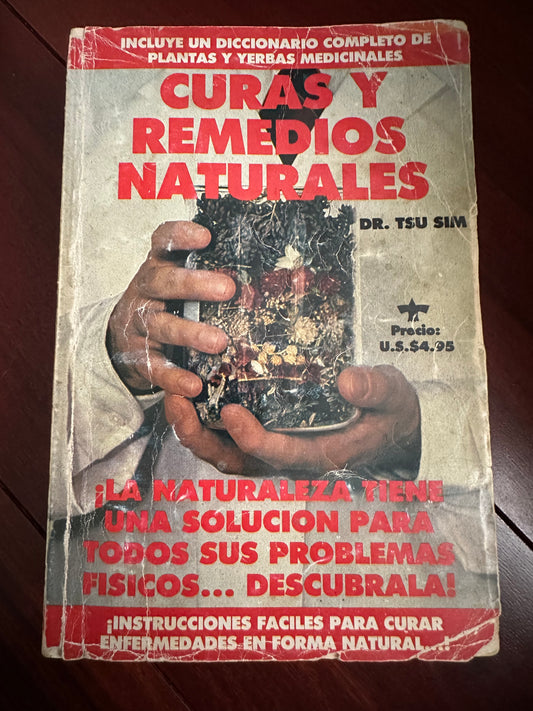 INCLUYE UN DICCIONARIO COMPLETO DE
PLANTAS Y YERBAS MEDICINALES
CURAS Y
REMEDIOS
NATURALES
DR. TSU SIM
Precio:
U.S.$4.95
¡LA NATURALEZA TIENE
UNA SOLUCION PARA
TODOS SUS PROBLEMAS
FISICOS... DESCUBRALA!
¡INSTRUCCIONES FACILES PARA CURAR
ENFERMEDADES EN FORMA NATURAL...!